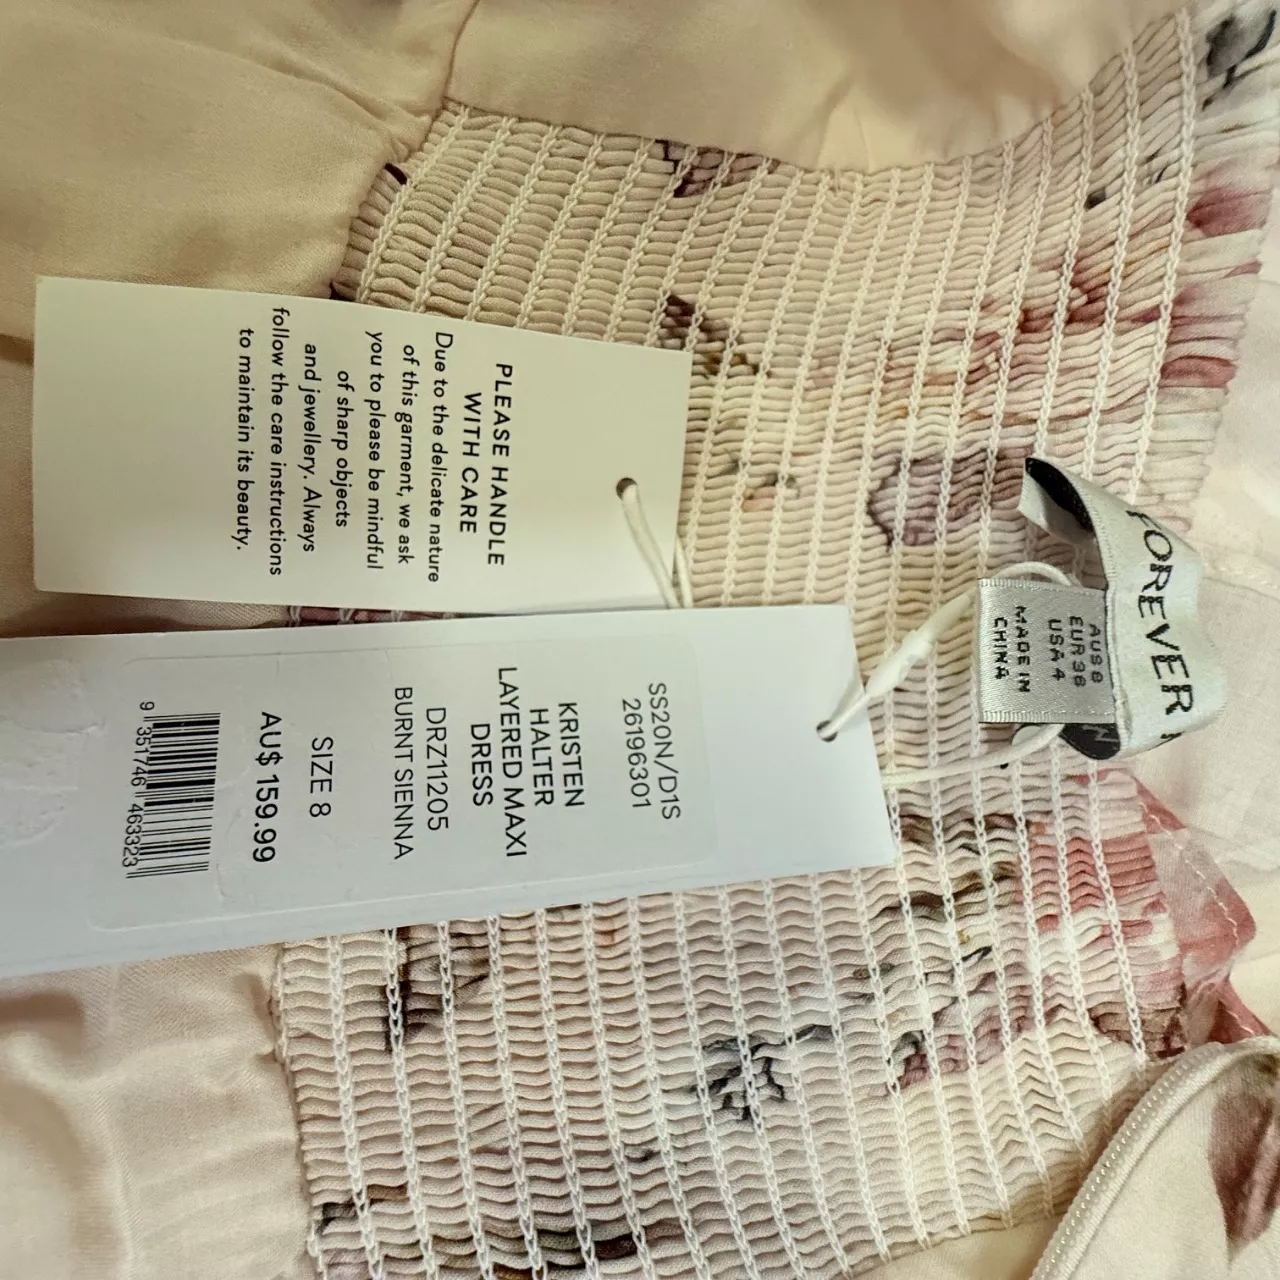 PLEASE HANDLE
WITH CARE
Due to the delicate nature
of this garment, we ask
you to please be mindful
of sharp objects
and jewellery. Always
follow the care instructions
to maintain its beauty.
FOREVER
AUS 8
EUR 36
USA 4
MADE IN
CHINA
SS20N/D1S
26196301
KRISTEN
HALTER
LAYERED MAXI
DRESS
DRZ11205
BURNT SIENNA
SIZE 8
AU$ 159.99
9 351746 463323